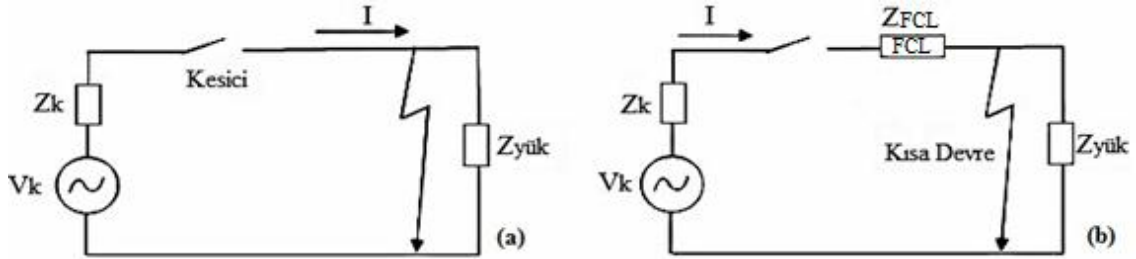 I
Kesici
Zk
Vk
Zyük
(a)
I
ZFCL
FCL
Zk
Vk
Kısa Devre
Zyük
(b)